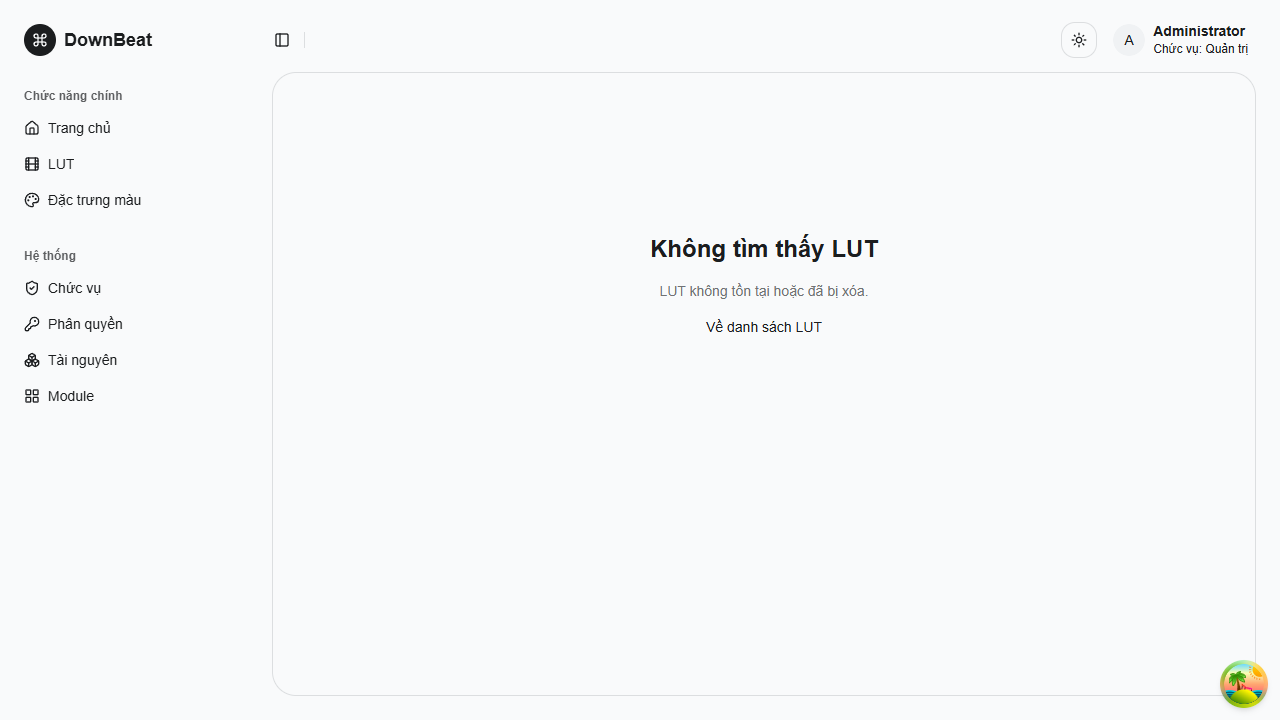 DownBeat
Administrator
A
Chức vụ: Quản trị
Chức năng chính
Trang chủ
LUT
Đặc trưng màu
Hệ thống
Chức vụ
Phân quyền
Tài nguyên
Module
Không tìm thấy LUT
LUT không tồn tại hoặc đã bị xóa.
Về danh sách LUT